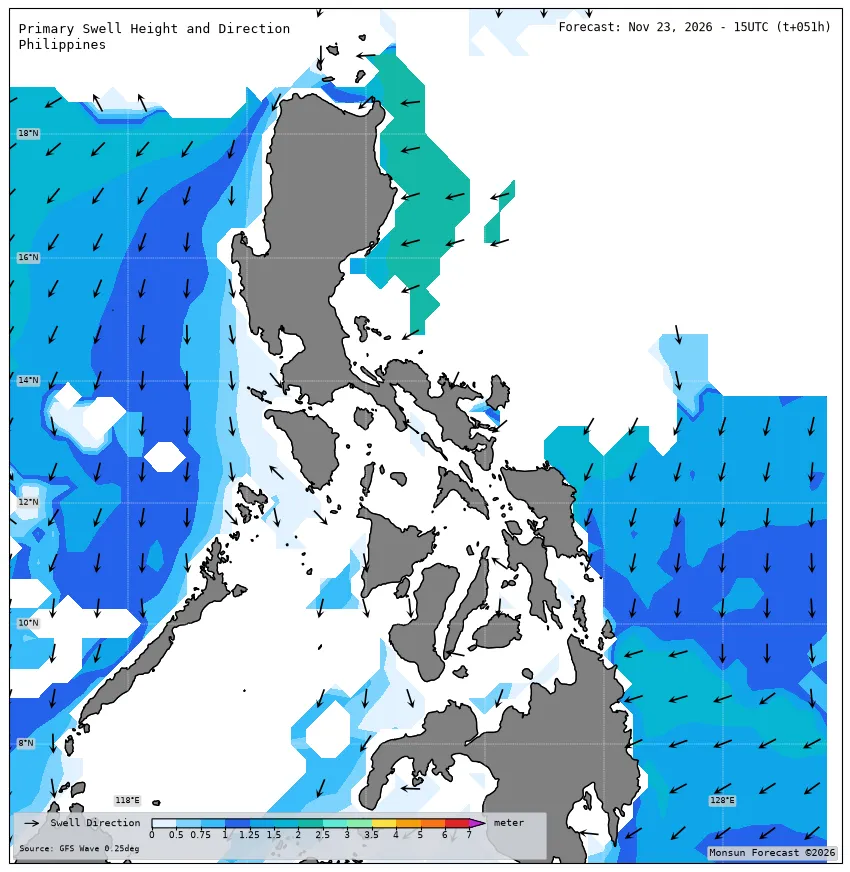 Primary Swell Height and Direction
Philippines
Forecast: Nov 23, 2026 - 15UTC (t+051h)
18°N
16°N
14°N
12°N
10°N
8°N
118°E
128°E
Swell Direction
0 0.5 0.75 1 1.25 1.5 2 2.5 3 3.5 4 5 6 7
meter
Source: GFS Wave 0.25deg
Monsun Forecast ©2026